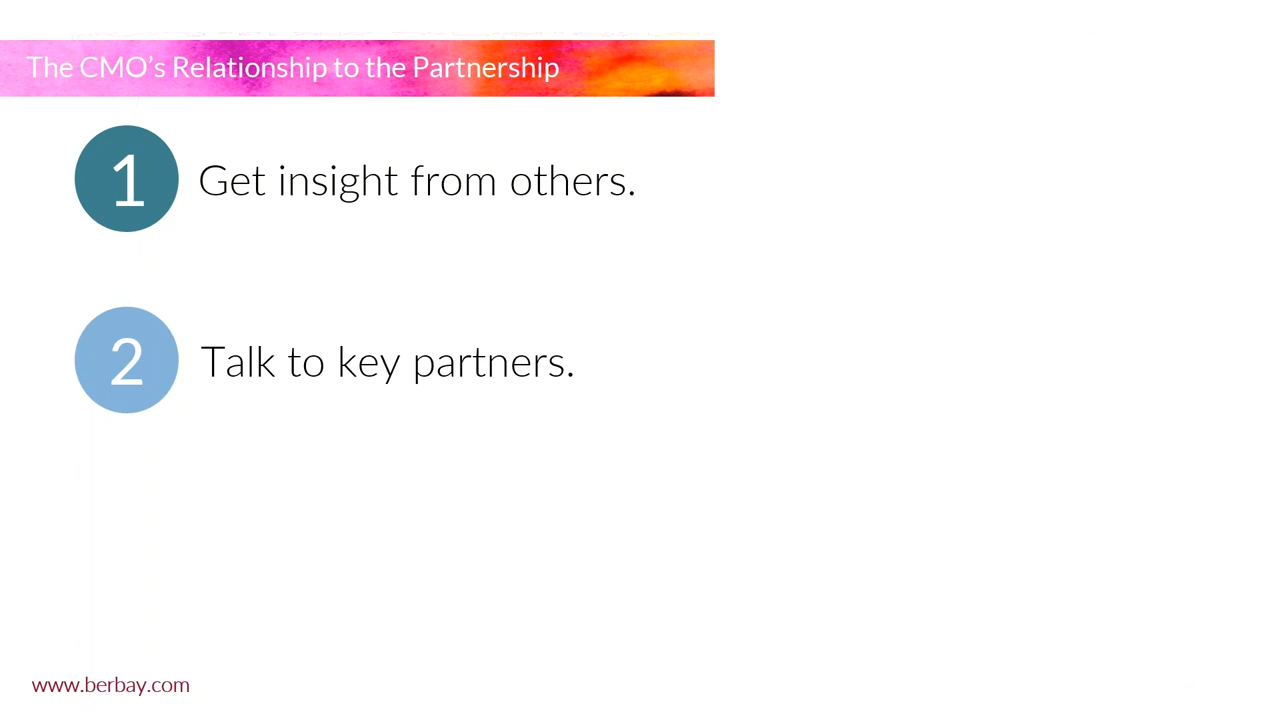 The CMO’s Relationship to the Partnership
1 Get insight from others.
2 Talk to key partners.
www.berbay.com